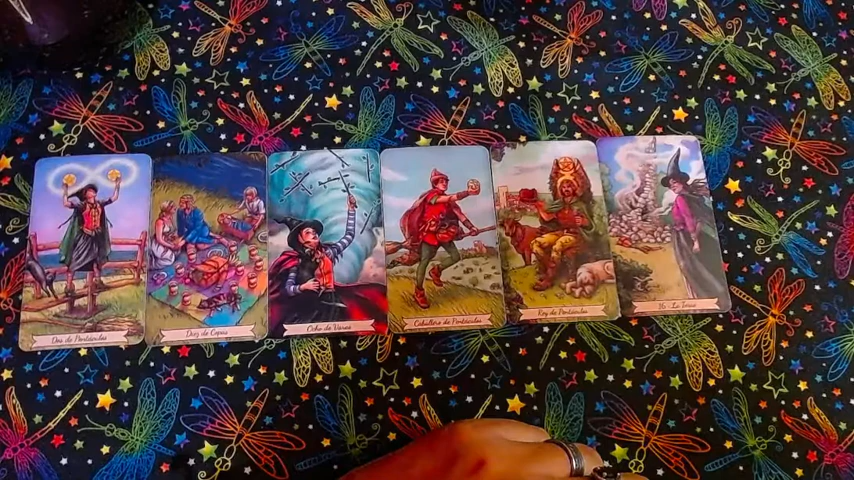 Dos de Pentáculos
Diez de Copas
Ocho de Varas
Caballero de Pentáculos
Rey de Pentáculos
16 · La Torre